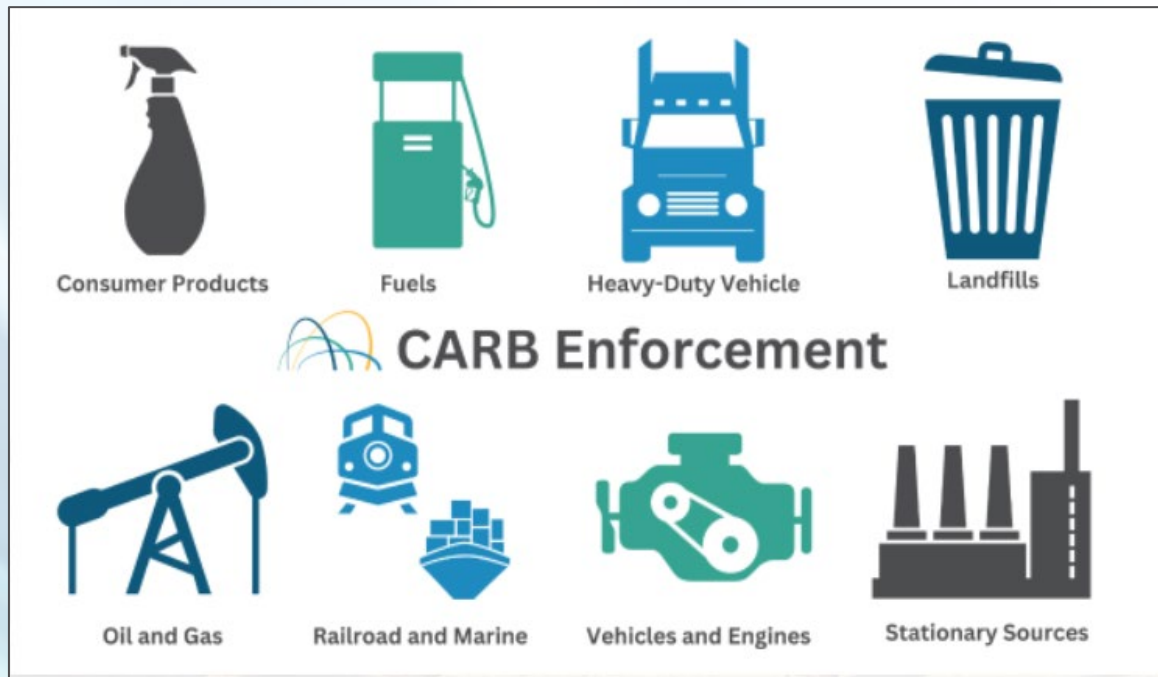 Consumer Products
Fuels
Heavy-Duty Vehicle
Landfills
CARB Enforcement
Oil and Gas
Railroad and Marine
Vehicles and Engines
Stationary Sources